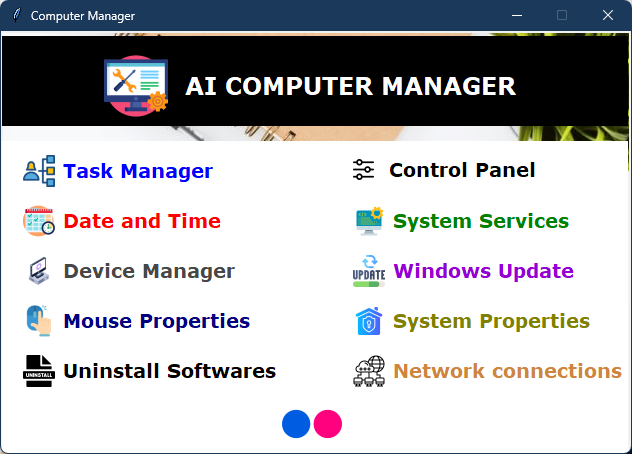 Computer Manager
AI COMPUTER MANAGER
Task Manager
Control Panel
Date and Time
System Services
Device Manager
UPDATE
Windows Update
Mouse Properties
System Properties
UNINSTALL
Uninstall Softwares
Network connections